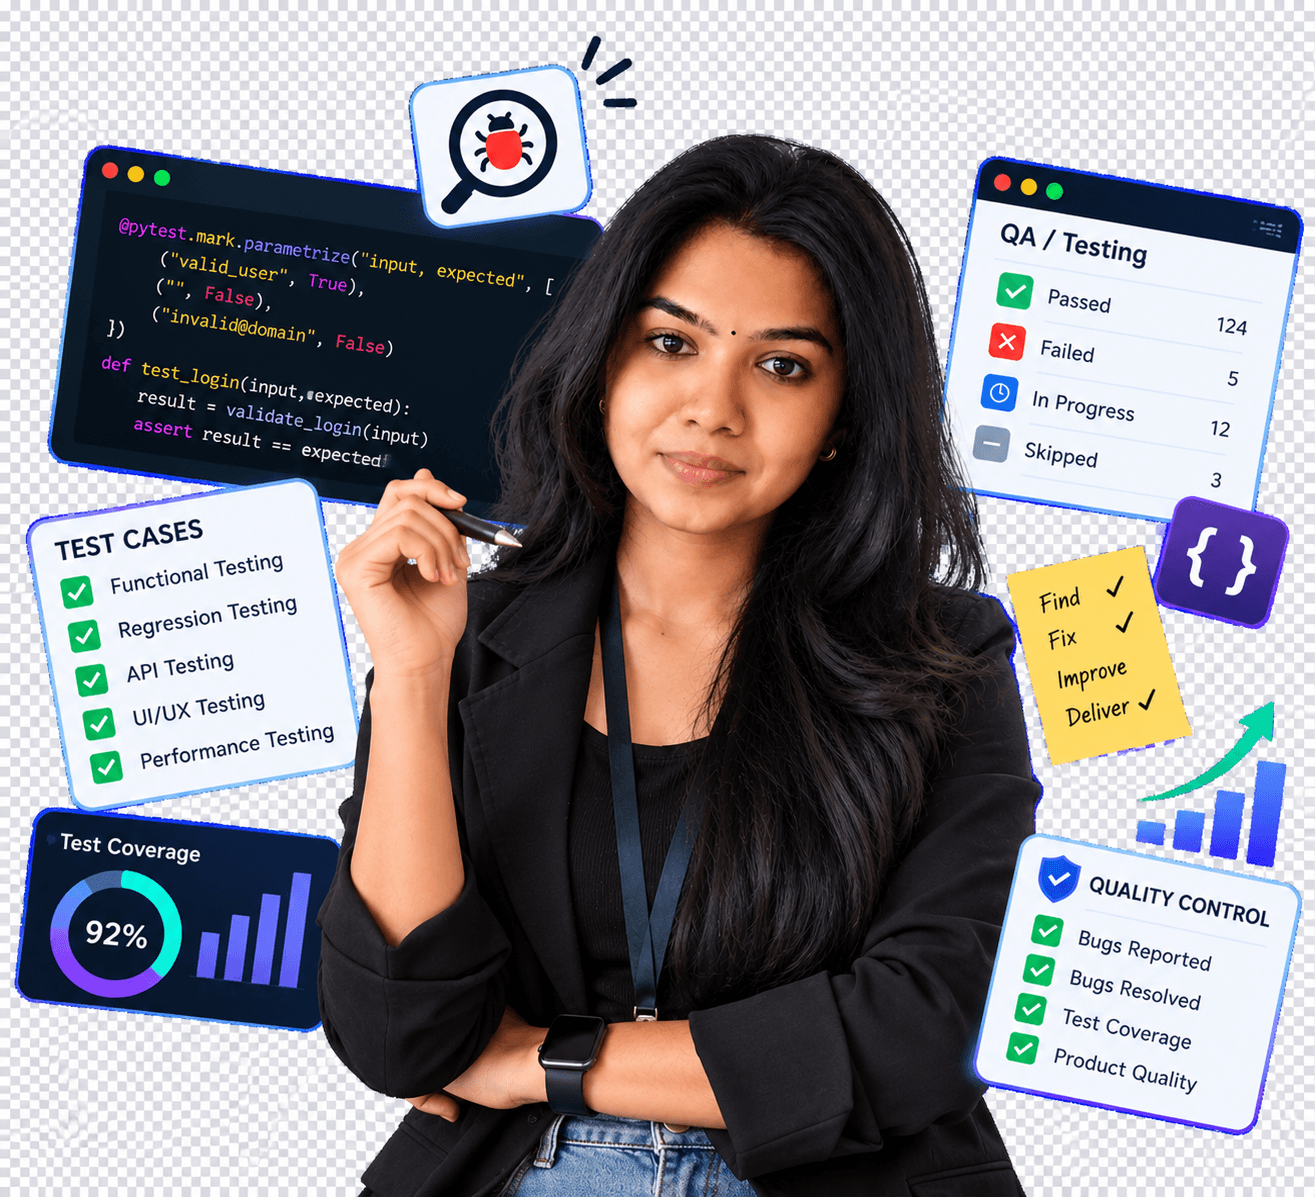 @pytest.mark.parametrize("input, expected", [
("valid_user", True),
("", False),
("invalid@domain", False)
])
def test_login(input, expected):
result = validate_login(input)
assert result == expected
TEST CASES
Functional Testing
Regression Testing
API Testing
UI/UX Testing
Performance Testing
Test Coverage
92%
QA / Testing
Passed 124
Failed 5
In Progress 12
Skipped 3
{ }
Find ✓
Fix ✓
Improve
Deliver ✓
QUALITY CONTROL
Bugs Reported
Bugs Resolved
Test Coverage
Product Quality